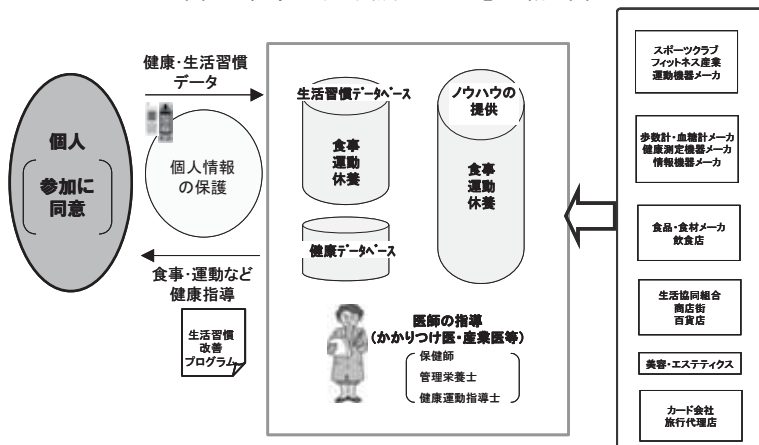 個人
参加に
同意
健康・生活習慣
データ
個人情報
の保護
食事・運動など
健康指導
生活習慣
改善
プログラム
生活習慣データベース
食事
運動
休養
健康データベース
ノウハウの
提供
食事
運動
休養
医師の指導
(かかりつけ医・産業医等)
保健師
管理栄養士
健康運動指導士
スポーツクラブ
フィットネス産業
運動機器メーカ
歩数計・血糖計メーカ
健康測定機器メーカ
情報機器メーカ
食品・食材メーカ
飲食店
生活協同組合
商店街
百貨店
美容・エステティクス
カード会社
旅行代理店